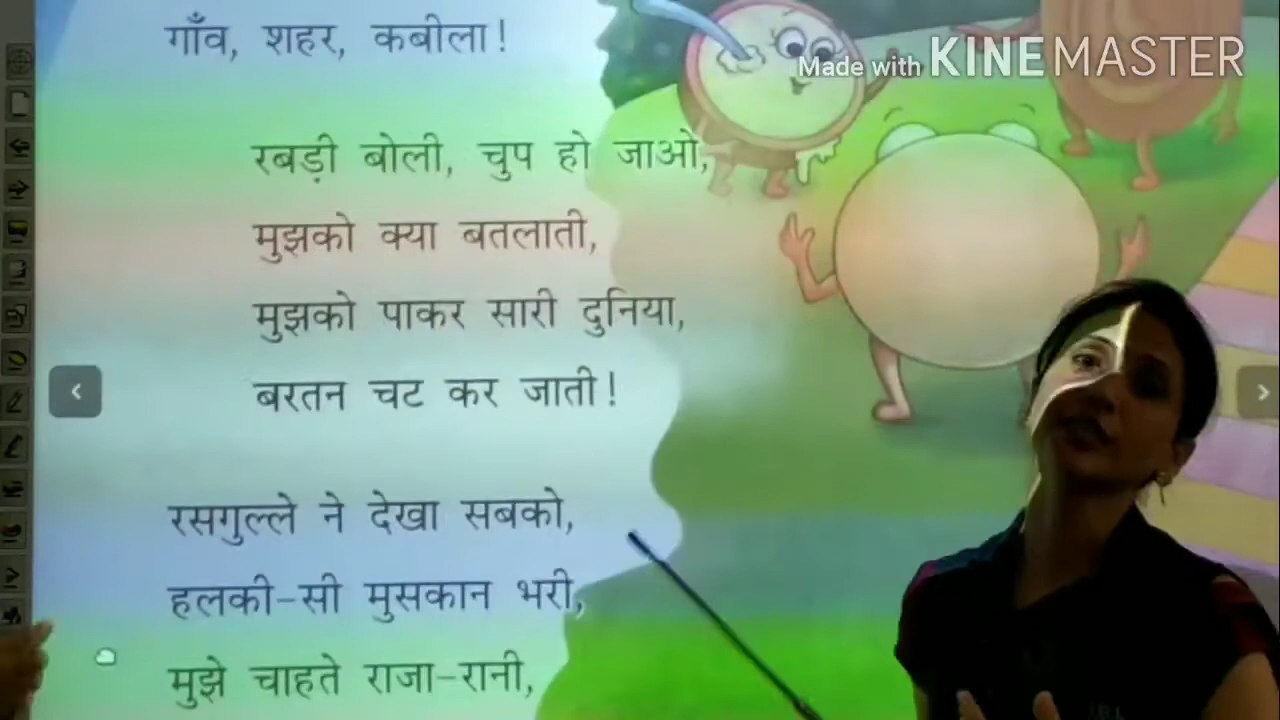 गाँव, शहर, कबीला!
Made with KINEMASTER
रबड़ी बोली, चुप हो जाओ,
मुझको क्या बतलाती,
मुझको पाकर सारी दुनिया,
बरतन चट कर जाती!
रसगुल्ले ने देखा सबको,
हलकी-सी मुसकान भरी,
मुझे चाहते राजा-रानी,